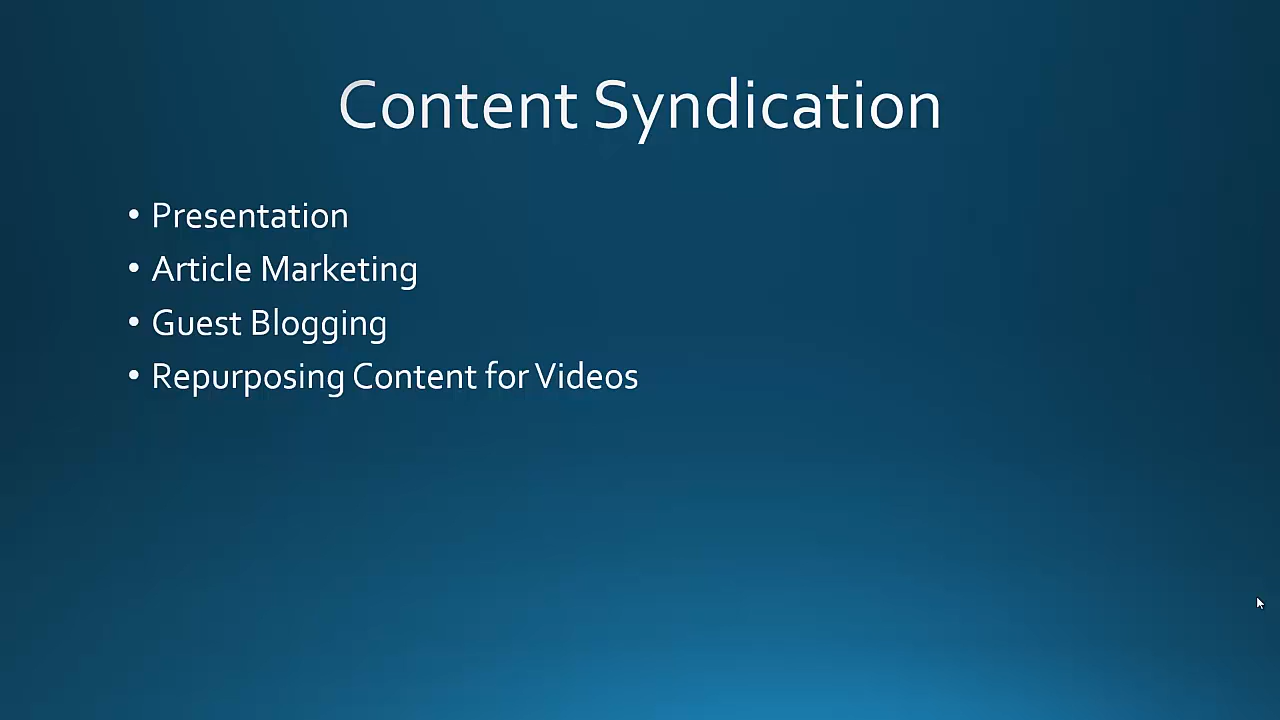 Content Syndication
• Presentation
• Article Marketing
• Guest Blogging
• Repurposing Content for Videos